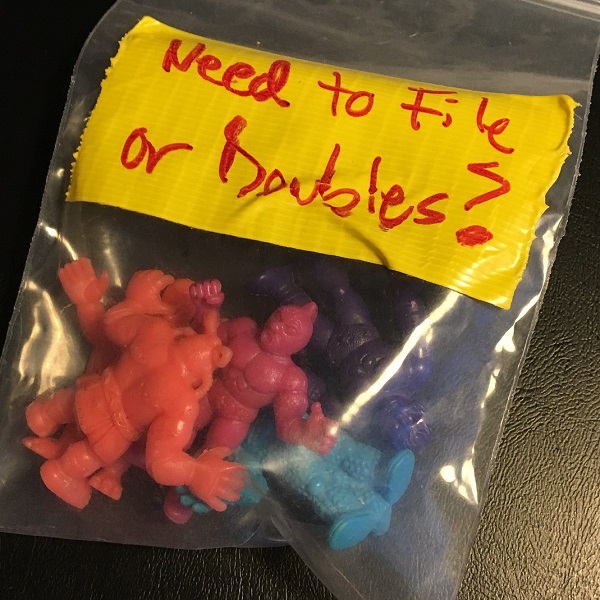 Need to File
or Doubles?